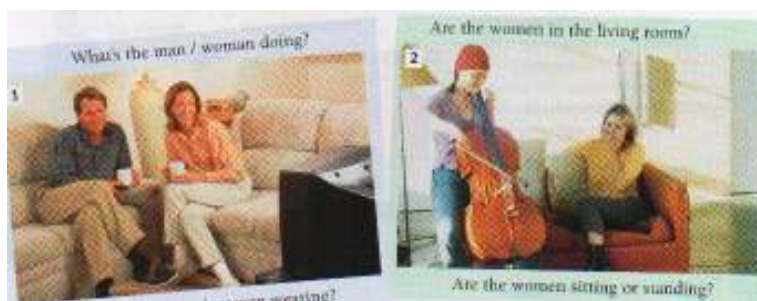 What's the man / woman doing?
1
wearing?
Are the women in the living room?
2
Are the women sitting or standing?